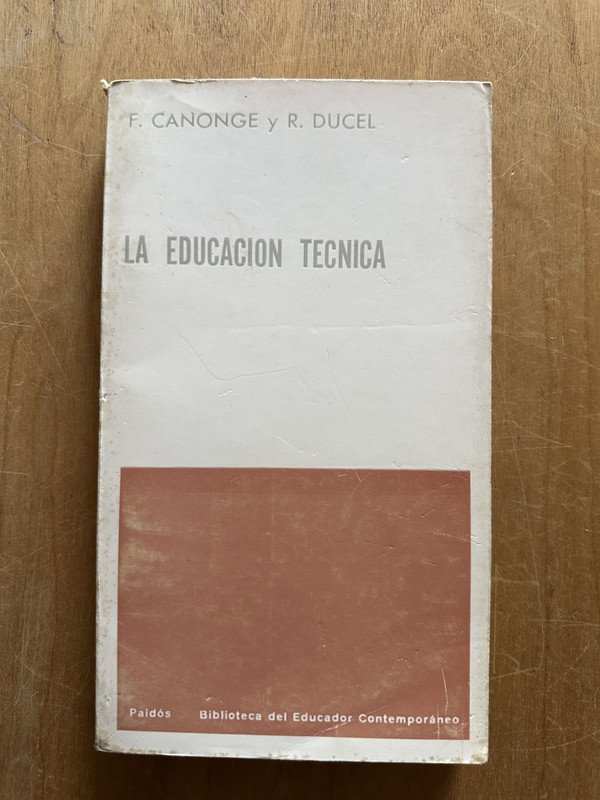 F. CANONGE y R. DUCEL
LA EDUCACION TECNICA
Paidós Biblioteca del Educador Contemporáneo